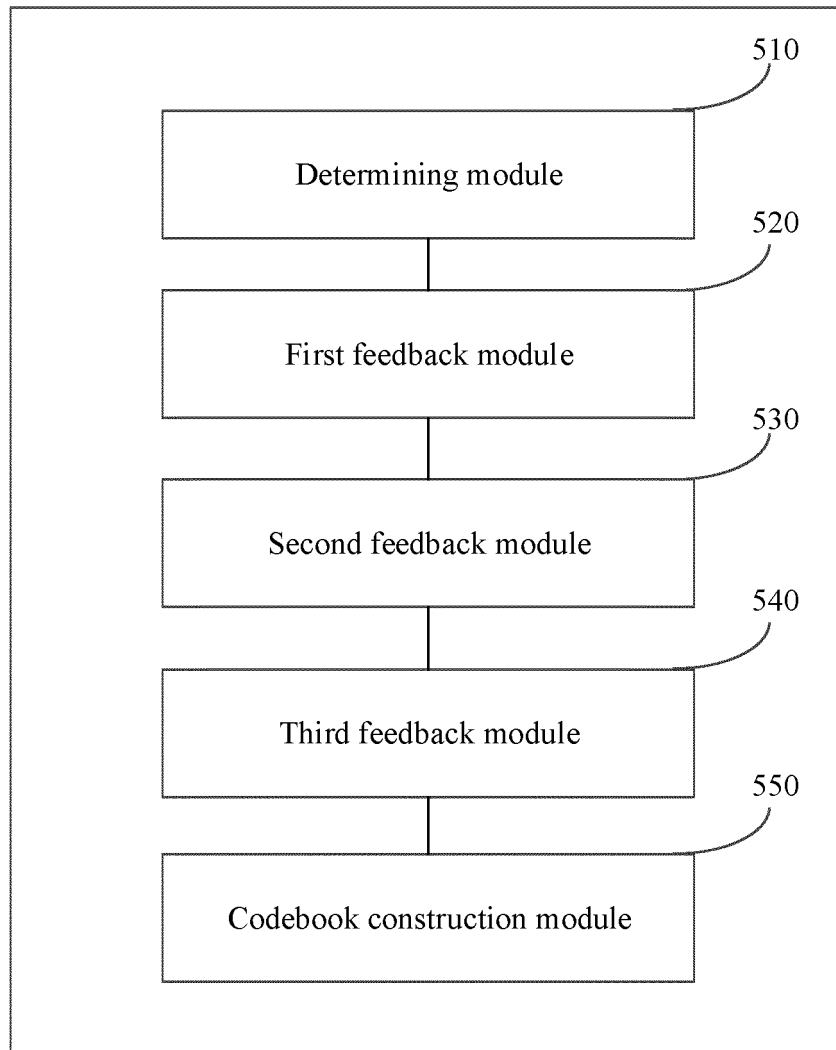 510
Determining module
520
First feedback module
530
Second feedback module
540
Third feedback module
550
Codebook construction module